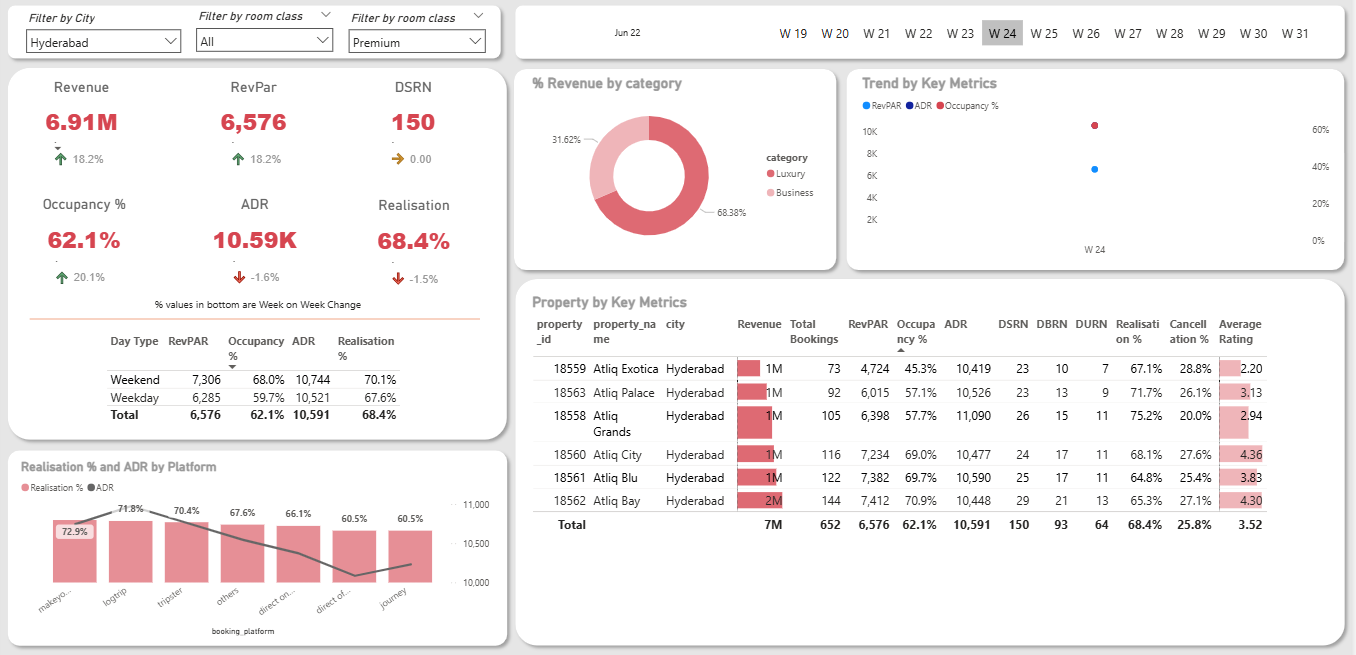 Filter by City
Hyderabad
Filter by room class
All
Filter by room class
Premium
Jun 22
W 19 W 20 W 21 W 22 W 23 W 24 W 25 W 26 W 27 W 28 W 29 W 30 W 31
Revenue RevPar DSRN
6.91M 6,576 150
18.2% 18.2% 0.00
Occupancy % ADR Realisation
62.1% 10.59K 68.4%
20.1% -1.6% -1.5%
% values in bottom are Week on Week Change
Day Type RevPAR Occupancy % ADR Realisation %
Weekend 7,306 68.0% 10,744 70.1%
Weekday 6,285 59.7% 10,521 67.6%
Total 6,576 62.1% 10,591 68.4%
Realisation % and ADR by Platform
Realisation % ADR
72.9% 71.8% 70.4% 67.6% 66.1% 60.5% 60.5%
11,000
10,500
10,000
makeyo... logtrip tripster others direct on... direct of... journey
booking_platform
% Revenue by category
31.62%
68.38%
category
Luxury
Business
Trend by Key Metrics
RevPAR ADR Occupancy %
10K
8K
6K
4K
2K
60%
40%
20%
0%
W 24
Property by Key Metrics
property_id property_name city Revenue Total Bookings RevPAR Occupancy % ADR DSRN DBRN DURN Realisation % Cancellation % Average Rating
18559 Atliq Exotica Hyderabad 1M 73 4,724 45.3% 10,419 23 10 7 67.1% 28.8% 2.20
18563 Atliq Palace Hyderabad 1M 92 6,015 57.1% 10,526 23 13 9 71.7% 26.1% 3.13
18558 Atliq Grands Hyderabad 1M 105 6,398 57.7% 11,090 26 15 11 75.2% 20.0% 2.94
18560 Atliq City Hyderabad 1M 116 7,234 69.0% 10,477 24 17 11 68.1% 27.6% 4.36
18561 Atliq Blu Hyderabad 1M 122 7,382 69.7% 10,590 25 17 11 64.8% 25.4% 3.83
18562 Atliq Bay Hyderabad 2M 144 7,412 70.9% 10,448 29 21 13 65.3% 27.1% 4.30
Total 7M 652 6,576 62.1% 10,591 150 93 64 68.4% 25.8% 3.52